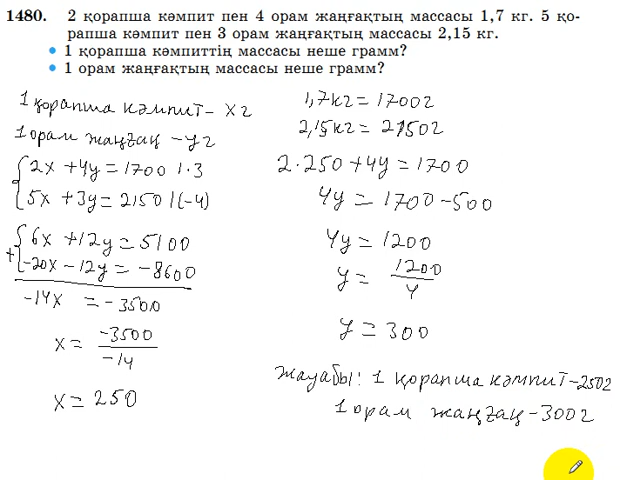 1480. 2 қорапша кәмпит пен 4 орам жаңғақтың массасы 1,7 кг. 5 қо-
рапша кәмпит пен 3 орам жаңғақтың массасы 2,15 кг.
• 1 қорапша кәмпиттің массасы неше грамм?
• 1 орам жаңғақтың массасы неше грамм?
1 қорапша кәмпит – x г
1 орам жаңғақ – y г
2x + 4y = 1700 | · 3
5x + 3y = 2150 | (-4)
6x + 12y = 5100
+
-20x - 12y = -8600
-14x = -3500
x = -3500/-14
x = 250
1,7кг = 1700г
2,15кг = 2150г
2 · 250 + 4y = 1700
4y = 1700 - 500
4y = 1200
y = 1200/4
y = 300
Жауабы: 1 қорапша кәмпит – 250г
1 орам жаңғақ – 300г